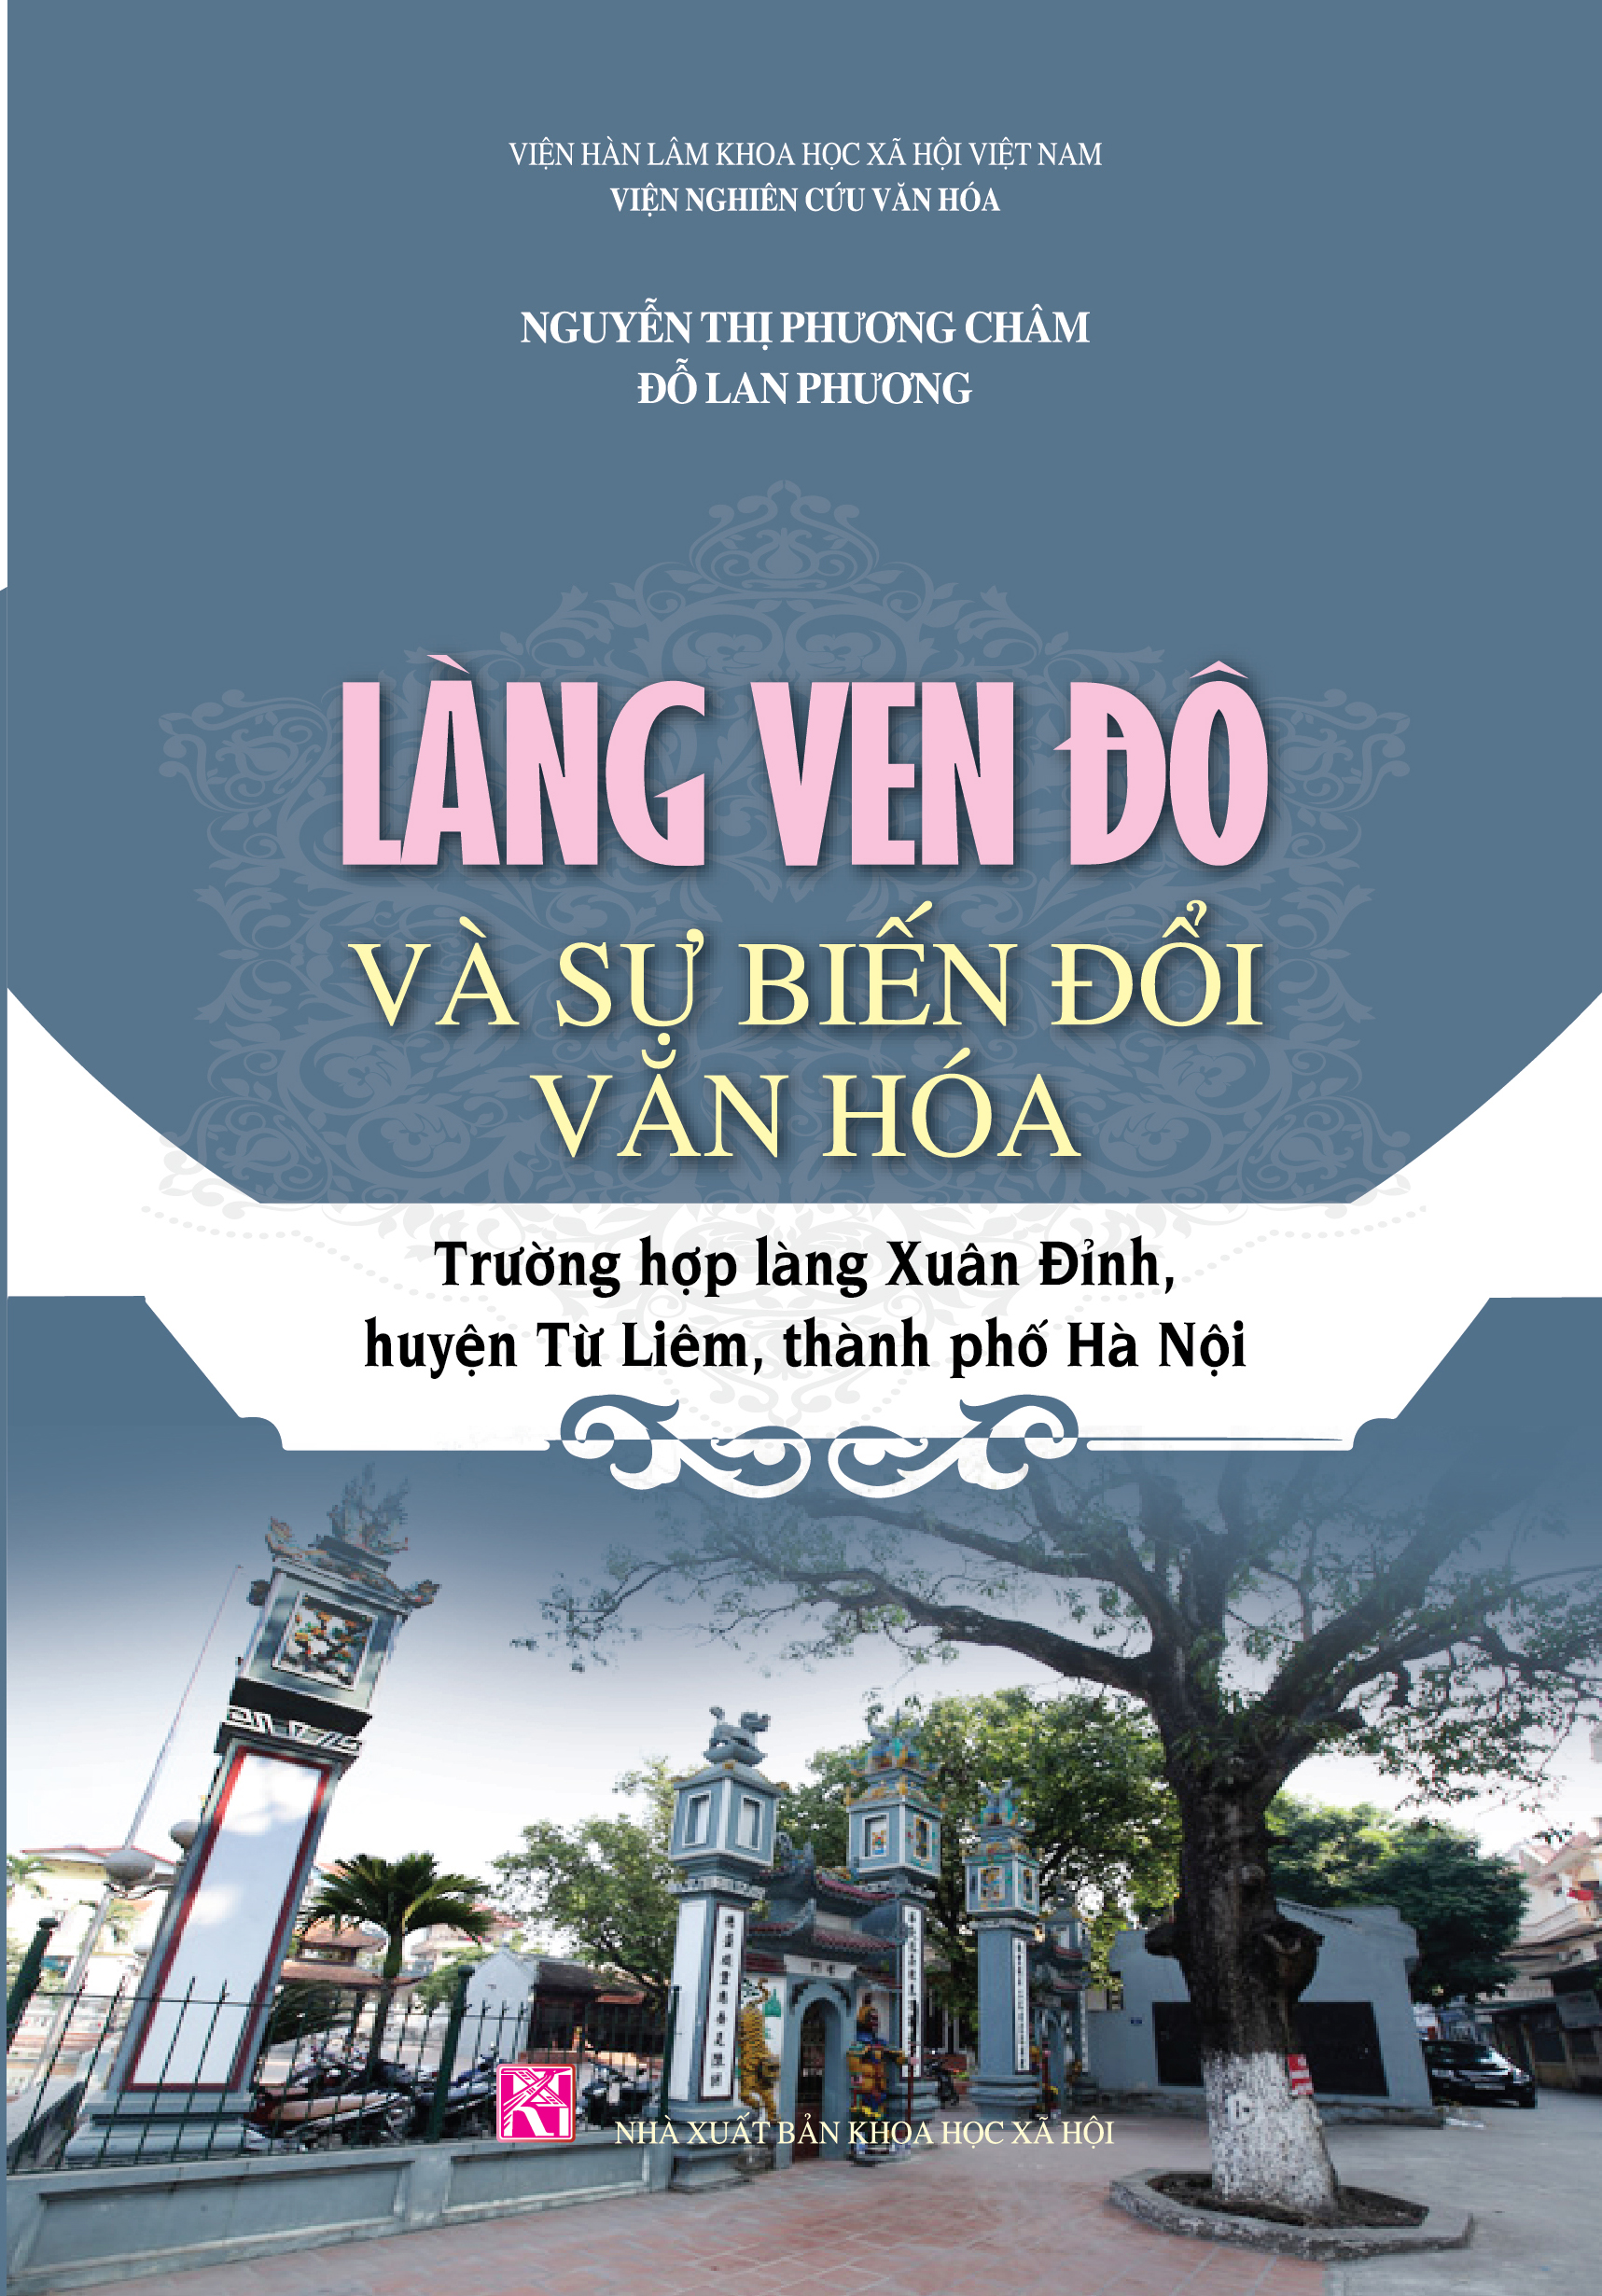 VIỆN HÀN LÂM KHOA HỌC XÃ HỘI VIỆT NAM
VIỆN NGHIÊN CỨU VĂN HÓA
NGUYỄN THỊ PHƯƠNG CHÂM
ĐỖ LAN PHƯƠNG
LÀNG VEN ĐÔ
VÀ SỰ BIẾN ĐỔI
VĂN HÓA
Trường hợp làng Xuân Đỉnh,
huyện Từ Liêm, thành phố Hà Nội
NHÀ XUẤT BẢN KHOA HỌC XÃ HỘI